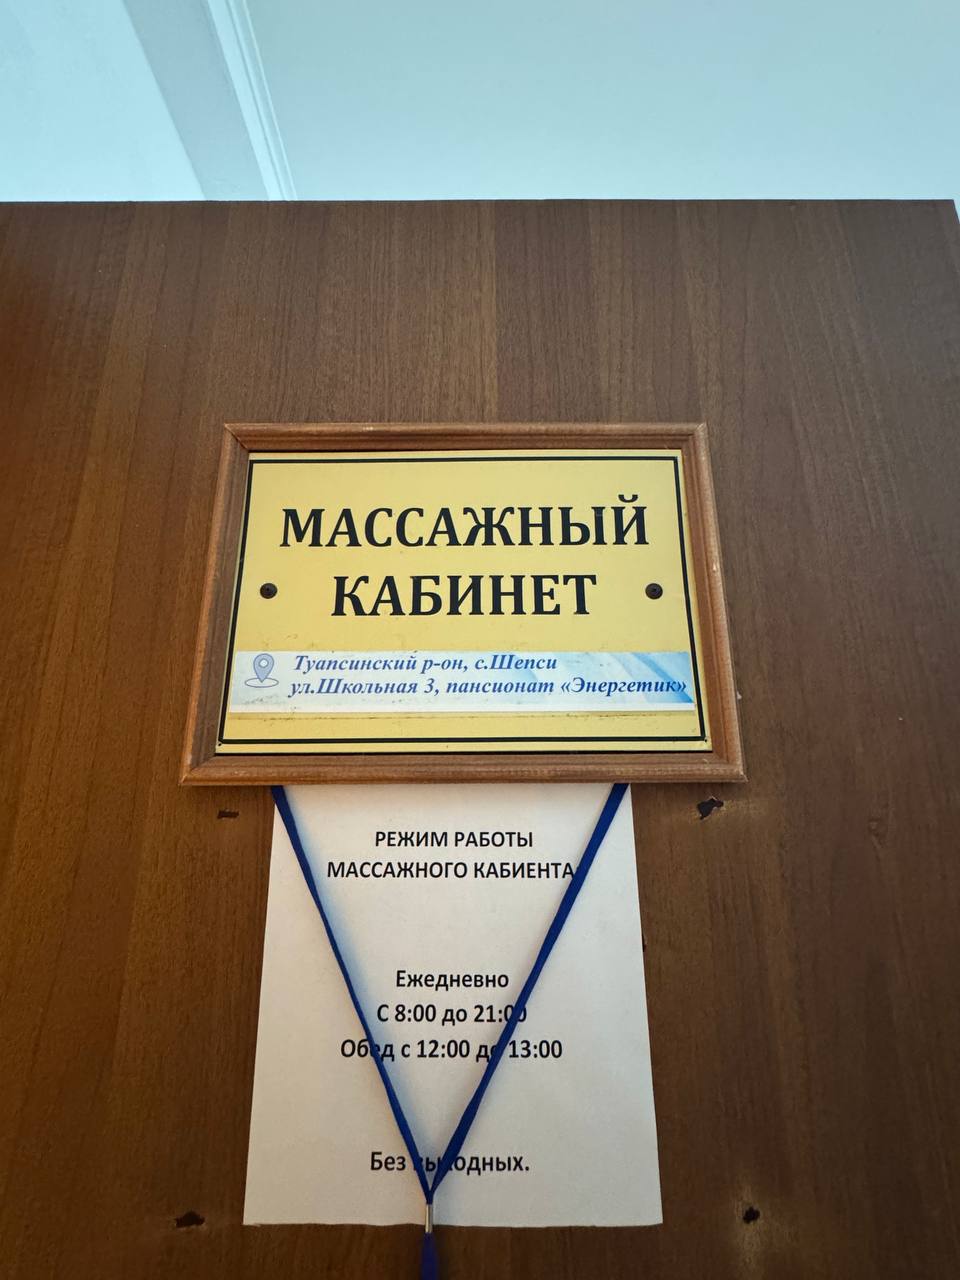 МАССАЖНЫЙ
КАБИНЕТ
Туапсинский р-он, с.Шепси
ул.Школьная 3, пансионат «Энергетик»
РЕЖИМ РАБОТЫ
МАССАЖНОГО КАБИЕНТА
Ежедневно
С 8:00 до 21:00
Обед с 12:00 до 13:00
Без выходных.